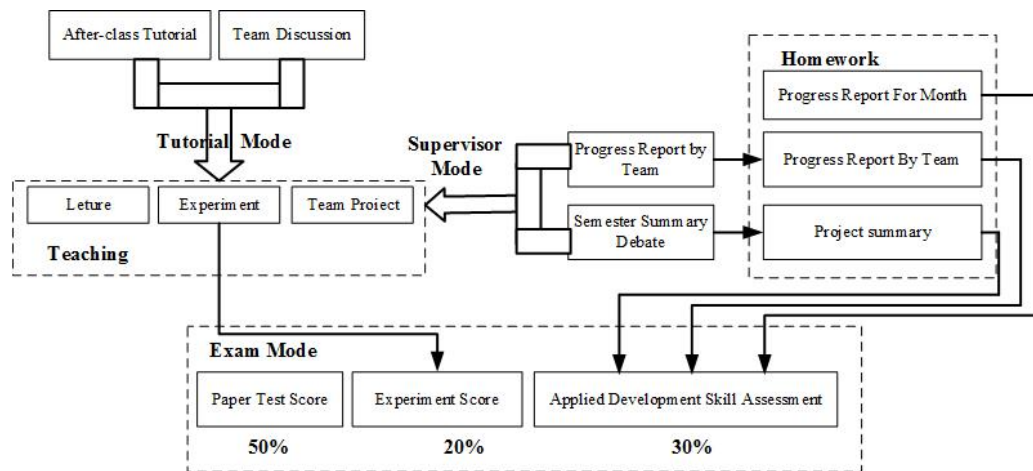 After-class Tutorial
Team Discussion
Tutorial Mode
Supervisor
Mode
Leture
Experiment
Team Project
Teaching
Progress Report by
Team
Semester Summary
Debate
Homework
Progress Report For Month
Progress Report By Team
Project summary
Exam Mode
Paper Test Score
Experiment Score
Applied Development Skill Assessment
50%
20%
30%